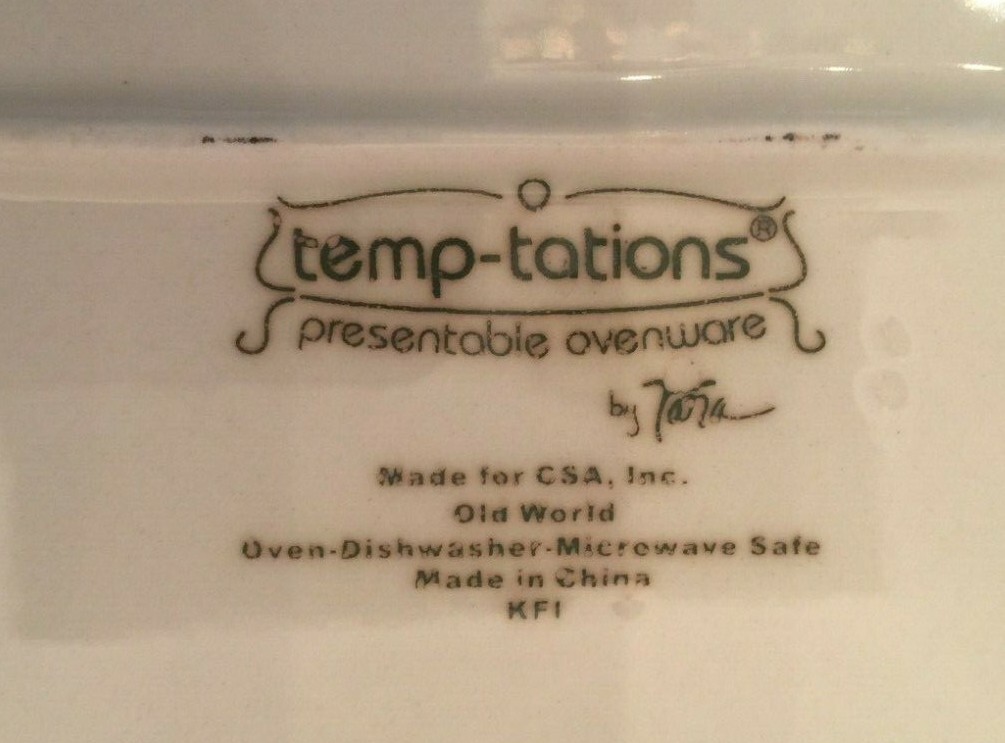 temp-tations®
presentable ovenware
by Tara
Made for CSA, Inc.
Old World
Oven-Dishwasher-Microwave Safe
Made in China
KFI